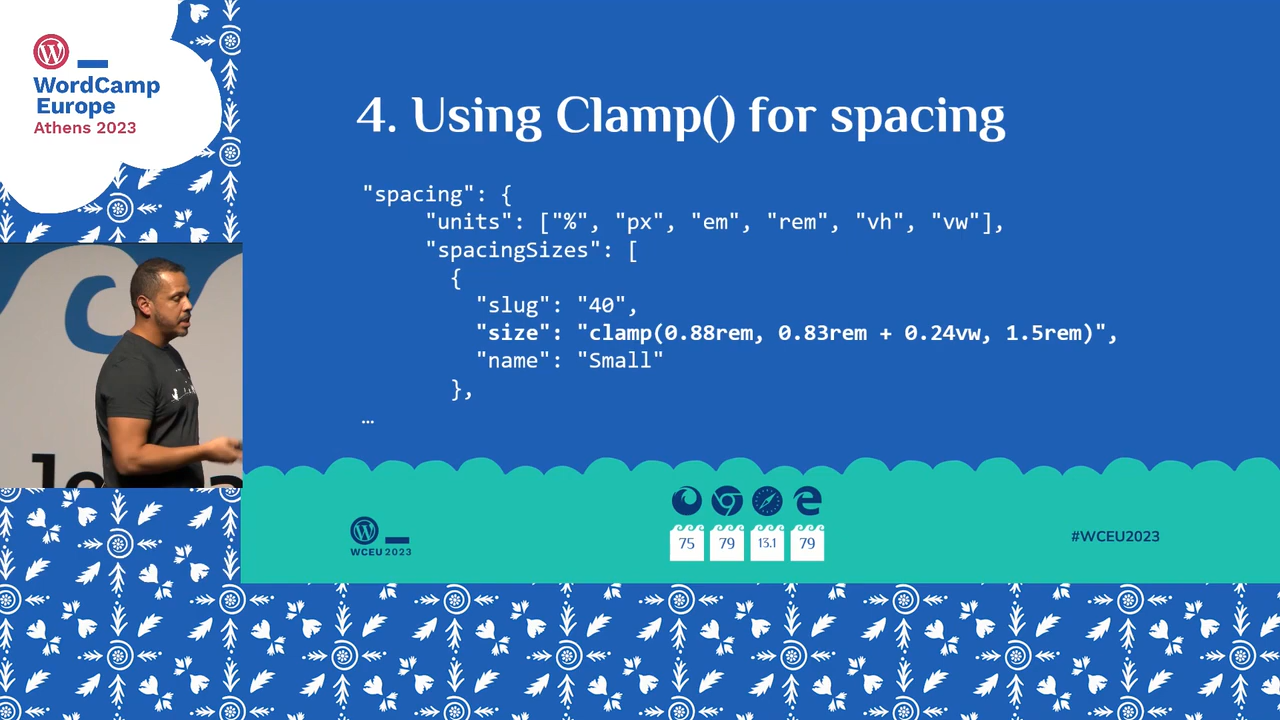 WordCamp
Europe
Athens 2023
4. Using Clamp() for spacing
"spacing": {
"units": ["%", "px", "em", "rem", "vh", "vw"],
"spacingSizes": [
{
"slug": "40",
"size": "clamp(0.88rem, 0.83rem + 0.24vw, 1.5rem)",
"name": "Small"
},
…
WCEU 2023
75 79 13.1 79
#WCEU2023